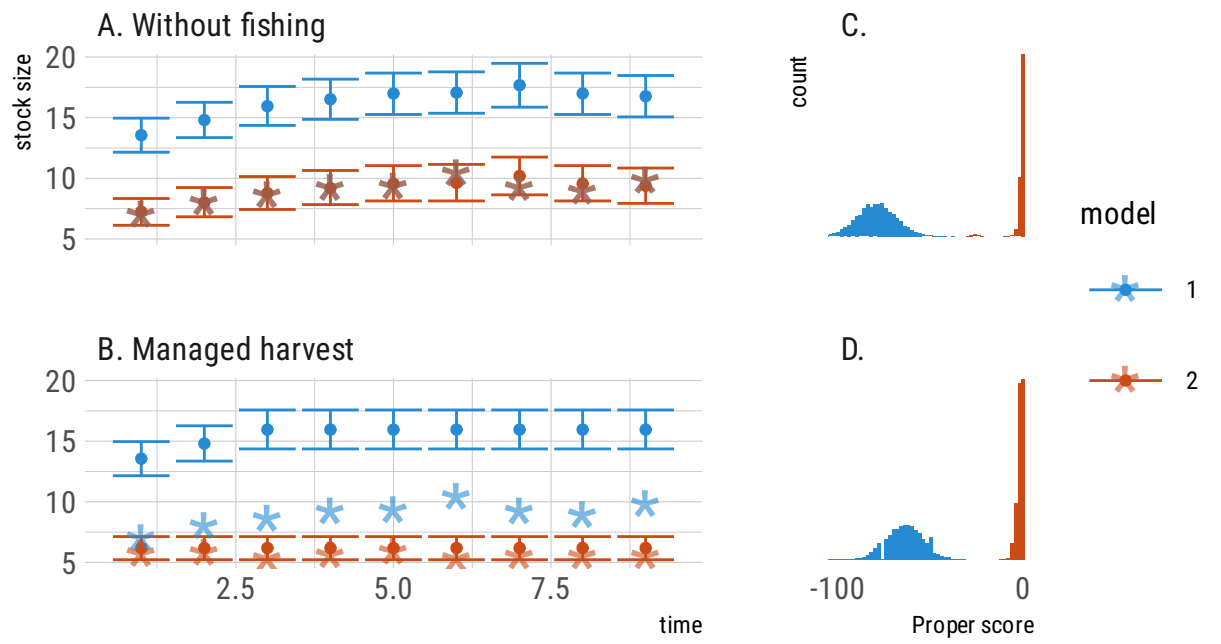 A. Without fishing
C.
stock size
20
15
10
5
count
model
1
2
B. Managed harvest
D.
20
15
10
5
2.5
5.0
7.5
time
-100
0
Proper score